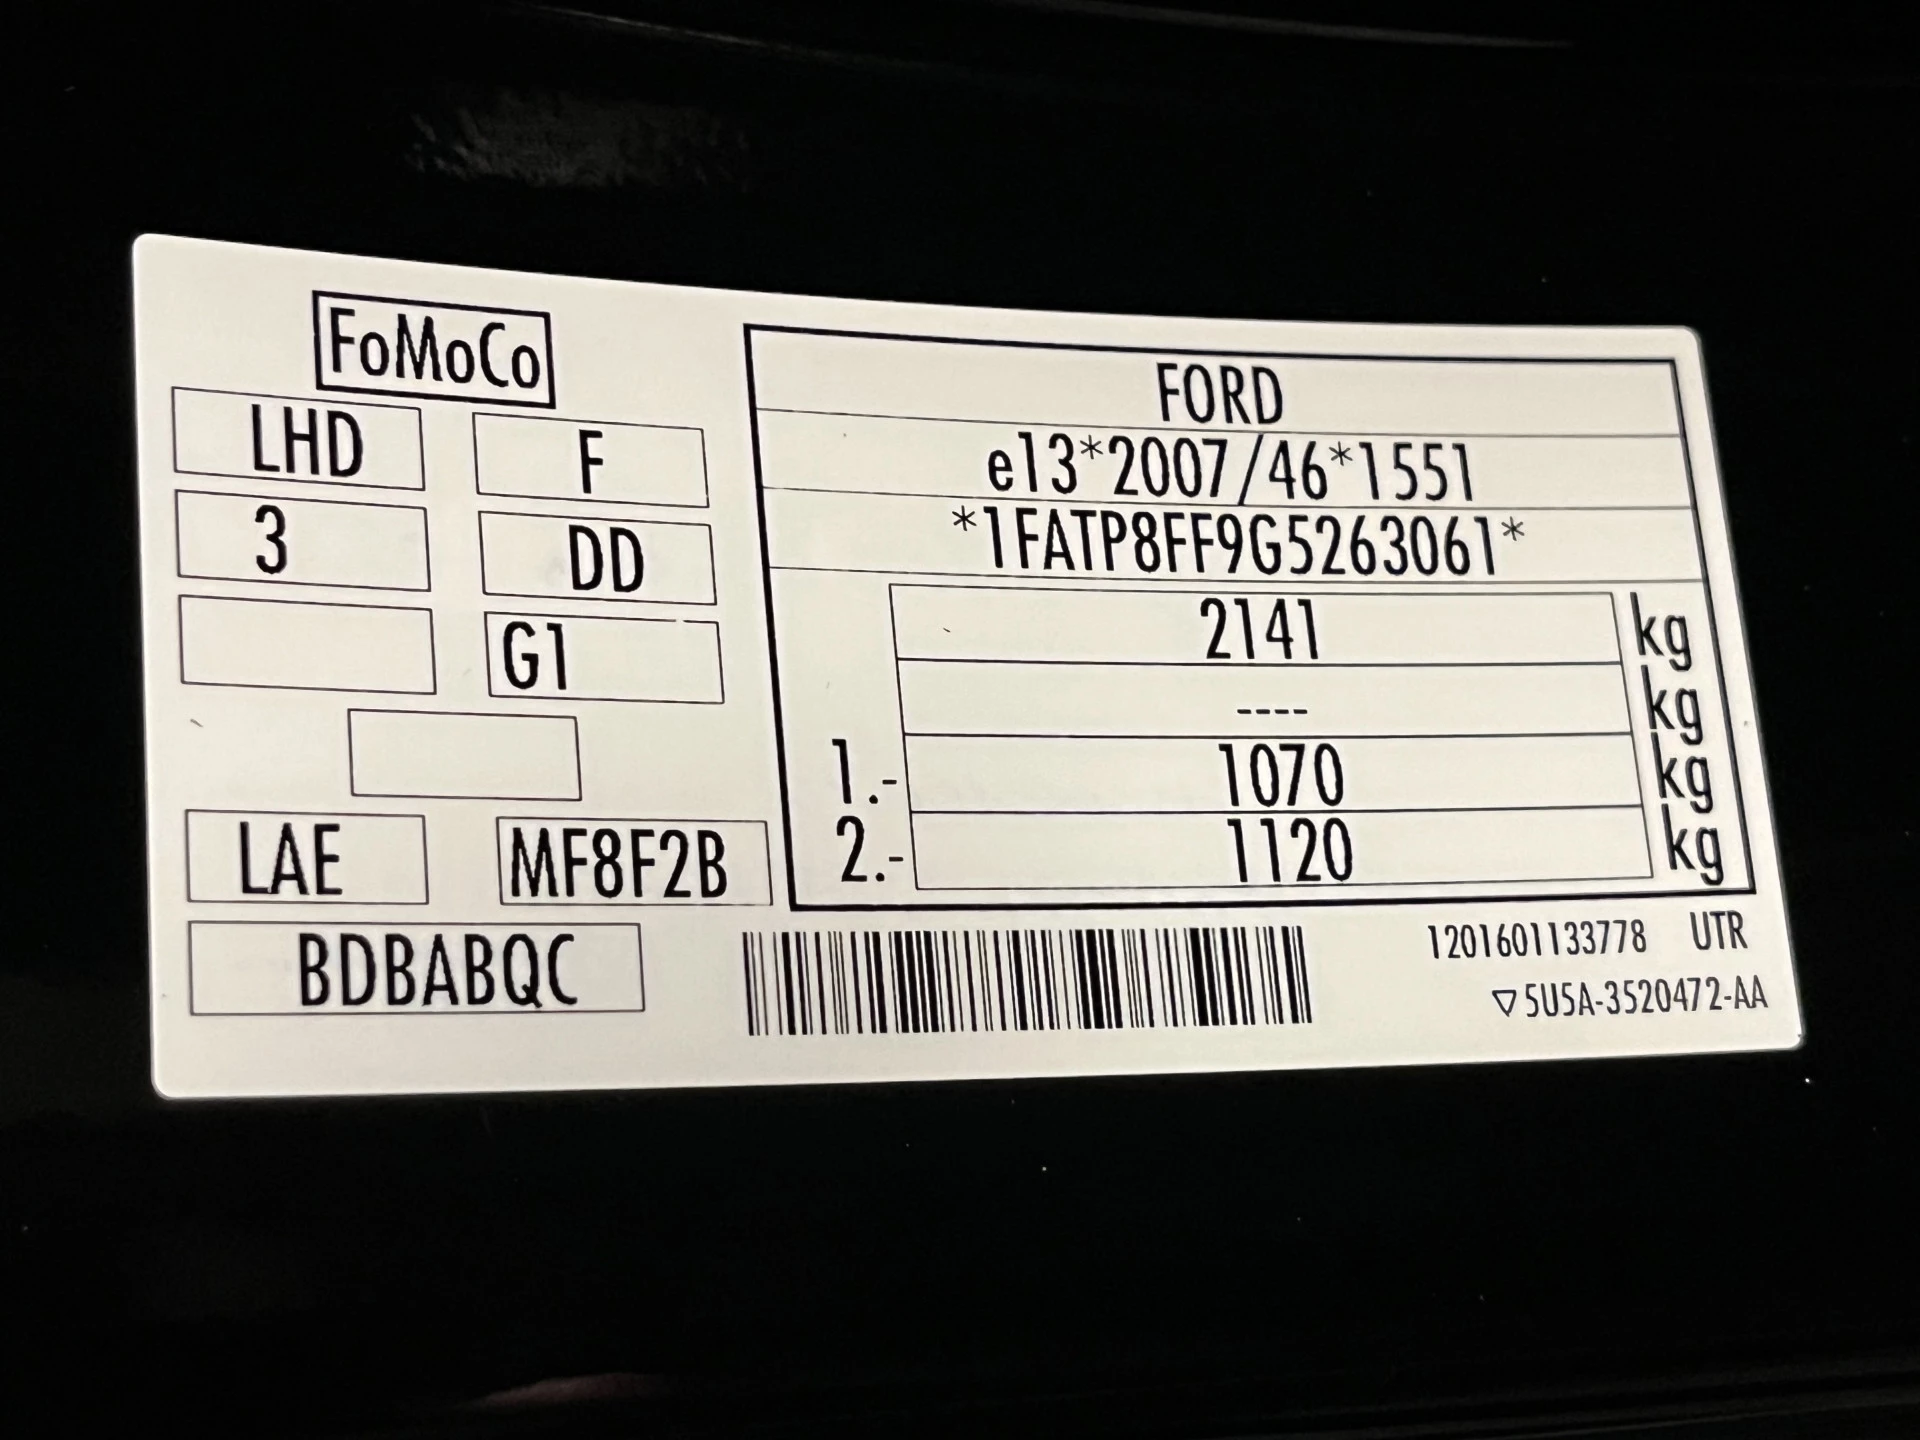 FoMoCo
LHD F
3 DD
G1
LAE MF8F2B
BDBABQC
FORD
e13*2007/46*1551
*1FATP8FF9G5263061*
2141 kg
---- kg
1.- 1070 kg
2.- 1120 kg
1201601133778 UTR
▽5U5A-3520472-AA